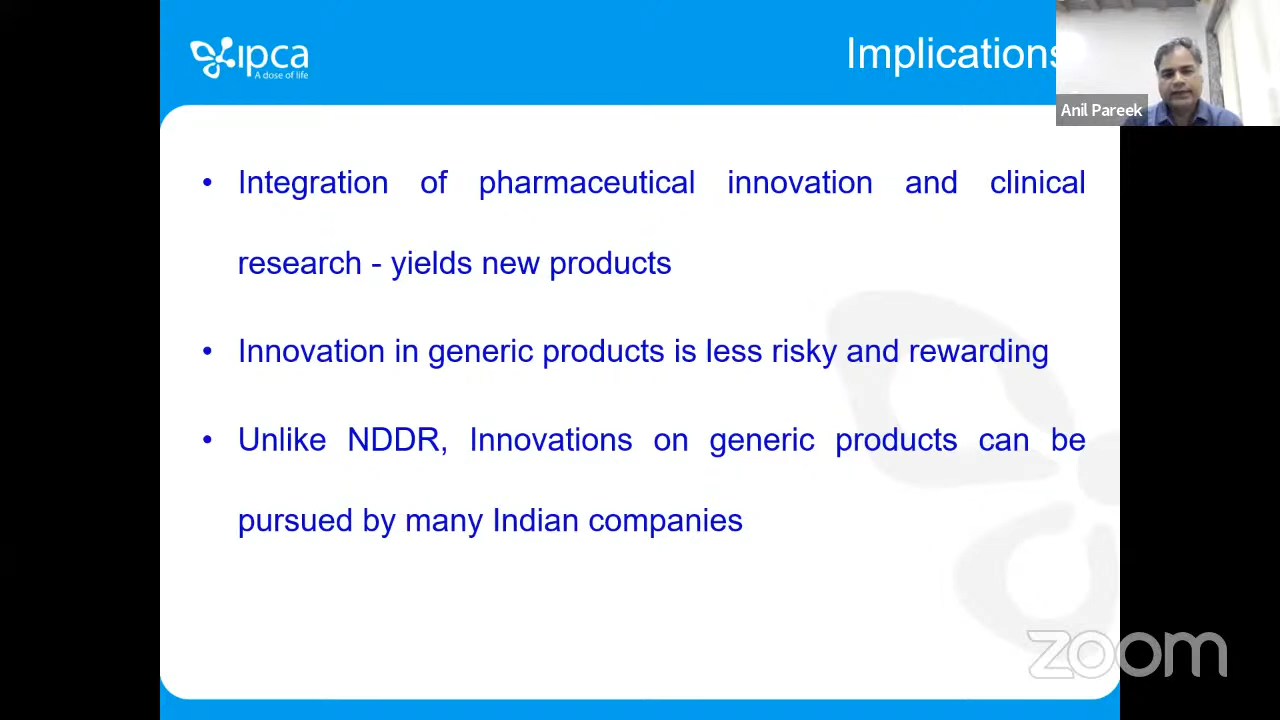 ıpca
A dose of life
Implications
Anil Pareek
• Integration of pharmaceutical innovation and clinical
research - yields new products
• Innovation in generic products is less risky and rewarding
• Unlike NDDR, Innovations on generic products can be
pursued by many Indian companies
zoom